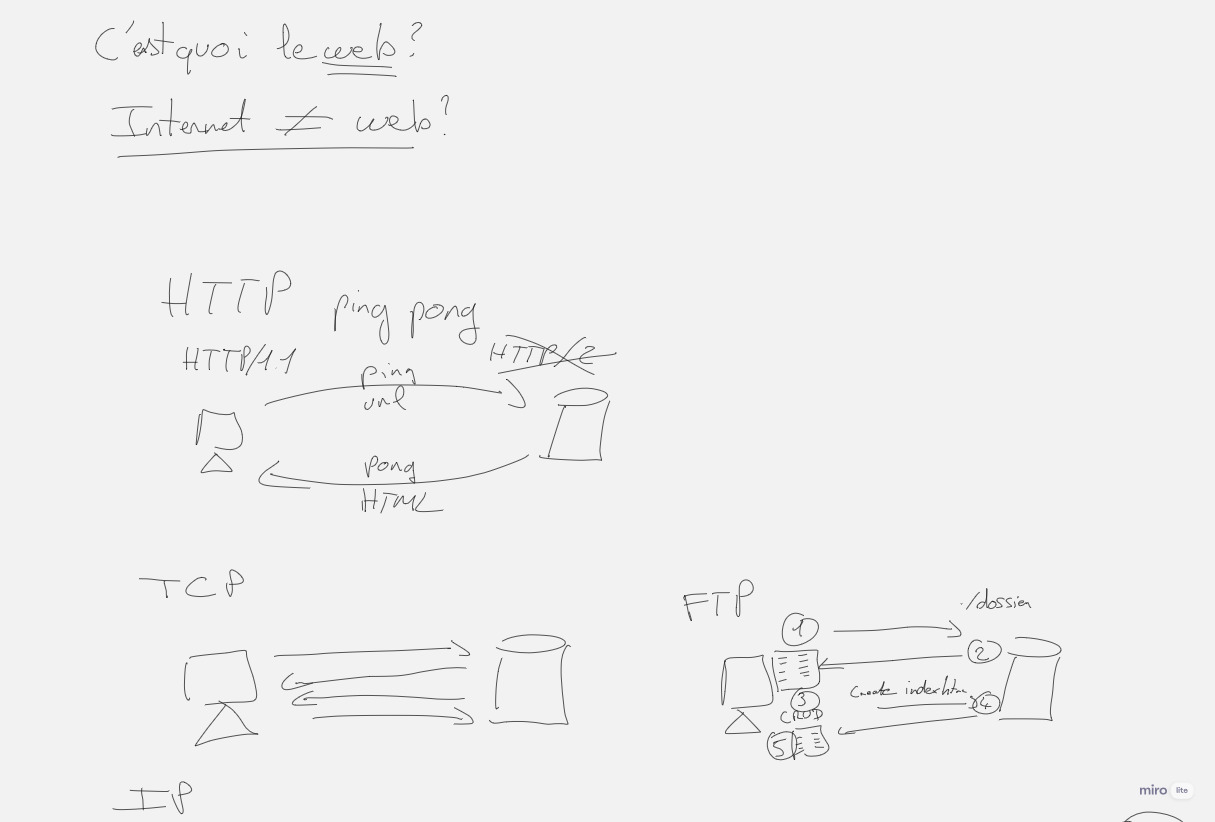 C'est quoi le web?
Internet ≠ web?
HTTP ping pong
HTTP/1.1
HTTP/2
ping
url
pong
HTML
TCP
FTP
./dossier
1
2
3
create index.htm
4
CRUD
5
IP
miro lite